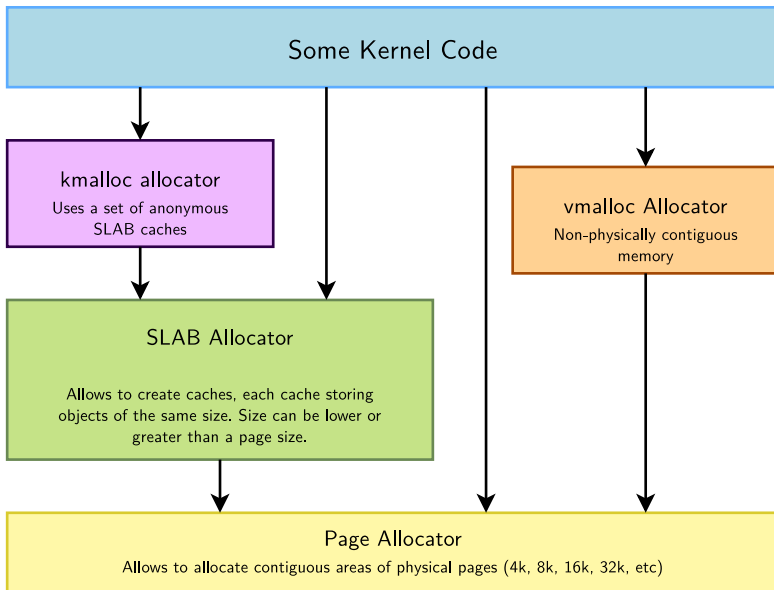 Some Kernel Code
kmalloc allocator
Uses a set of anonymous
SLAB caches
vmalloc Allocator
Non-physically contiguous
memory
SLAB Allocator
Allows to create caches, each cache storing
objects of the same size. Size can be lower or
greater than a page size.
Page Allocator
Allows to allocate contiguous areas of physical pages (4k, 8k, 16k, 32k, etc)